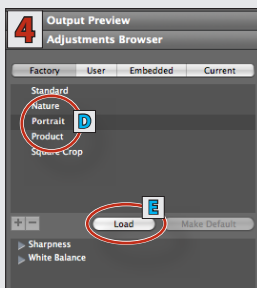 4
Output Preview
Adjustments Browser
Factory User Embedded Current
Standard
Nature
Portrait D
Product
Square Crop
E
+ − Load Make Default
Sharpness
White Balance